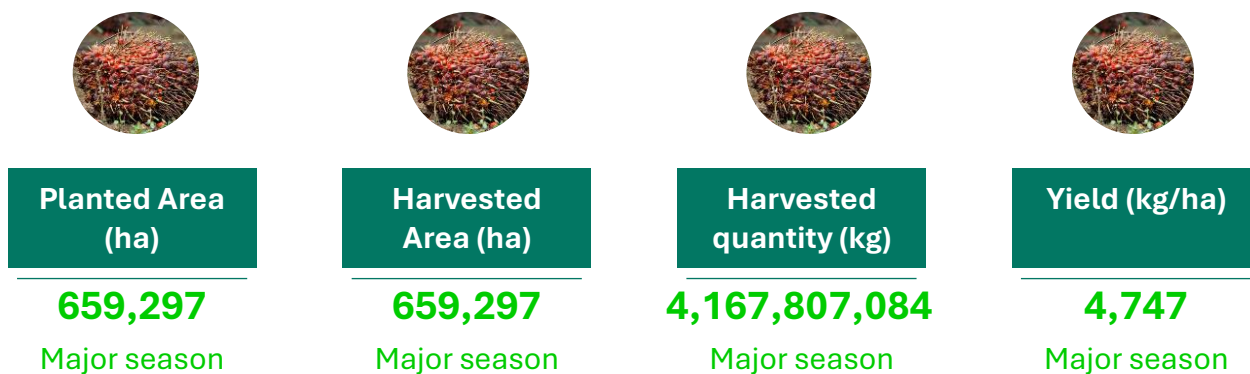 Planted Area
(ha)
659,297
Major season
Harvested
Area (ha)
659,297
Major season
Harvested
quantity (kg)
4,167,807,084
Major season
Yield (kg/ha)
4,747
Major season